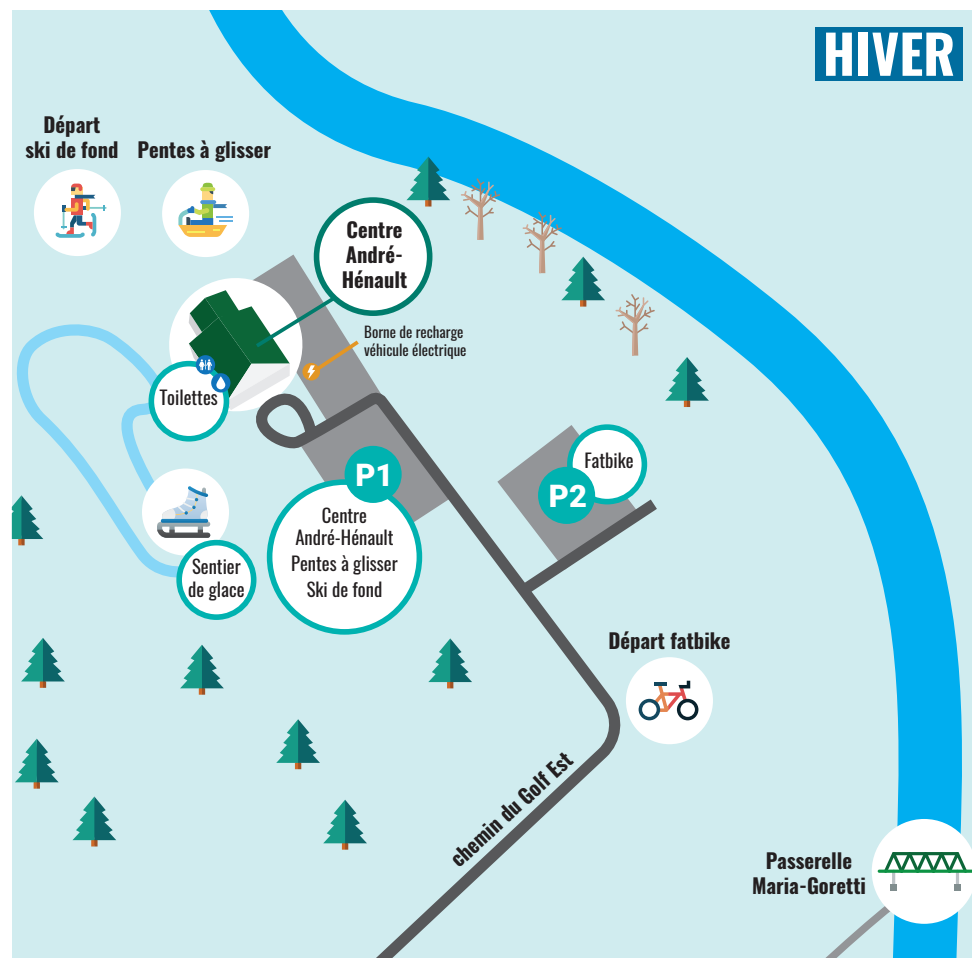 HIVER
Départ
ski de fond
Pentes à glisser
Centre
André-
Hénault
Borne de recharge
véhicule électrique
Toilettes
P1
Centre
André-Hénault
Pentes à glisser
Ski de fond
Fatbike
P2
Sentier
de glace
Départ fatbike
chemin du Golf Est
Passerelle
Maria-Goretti